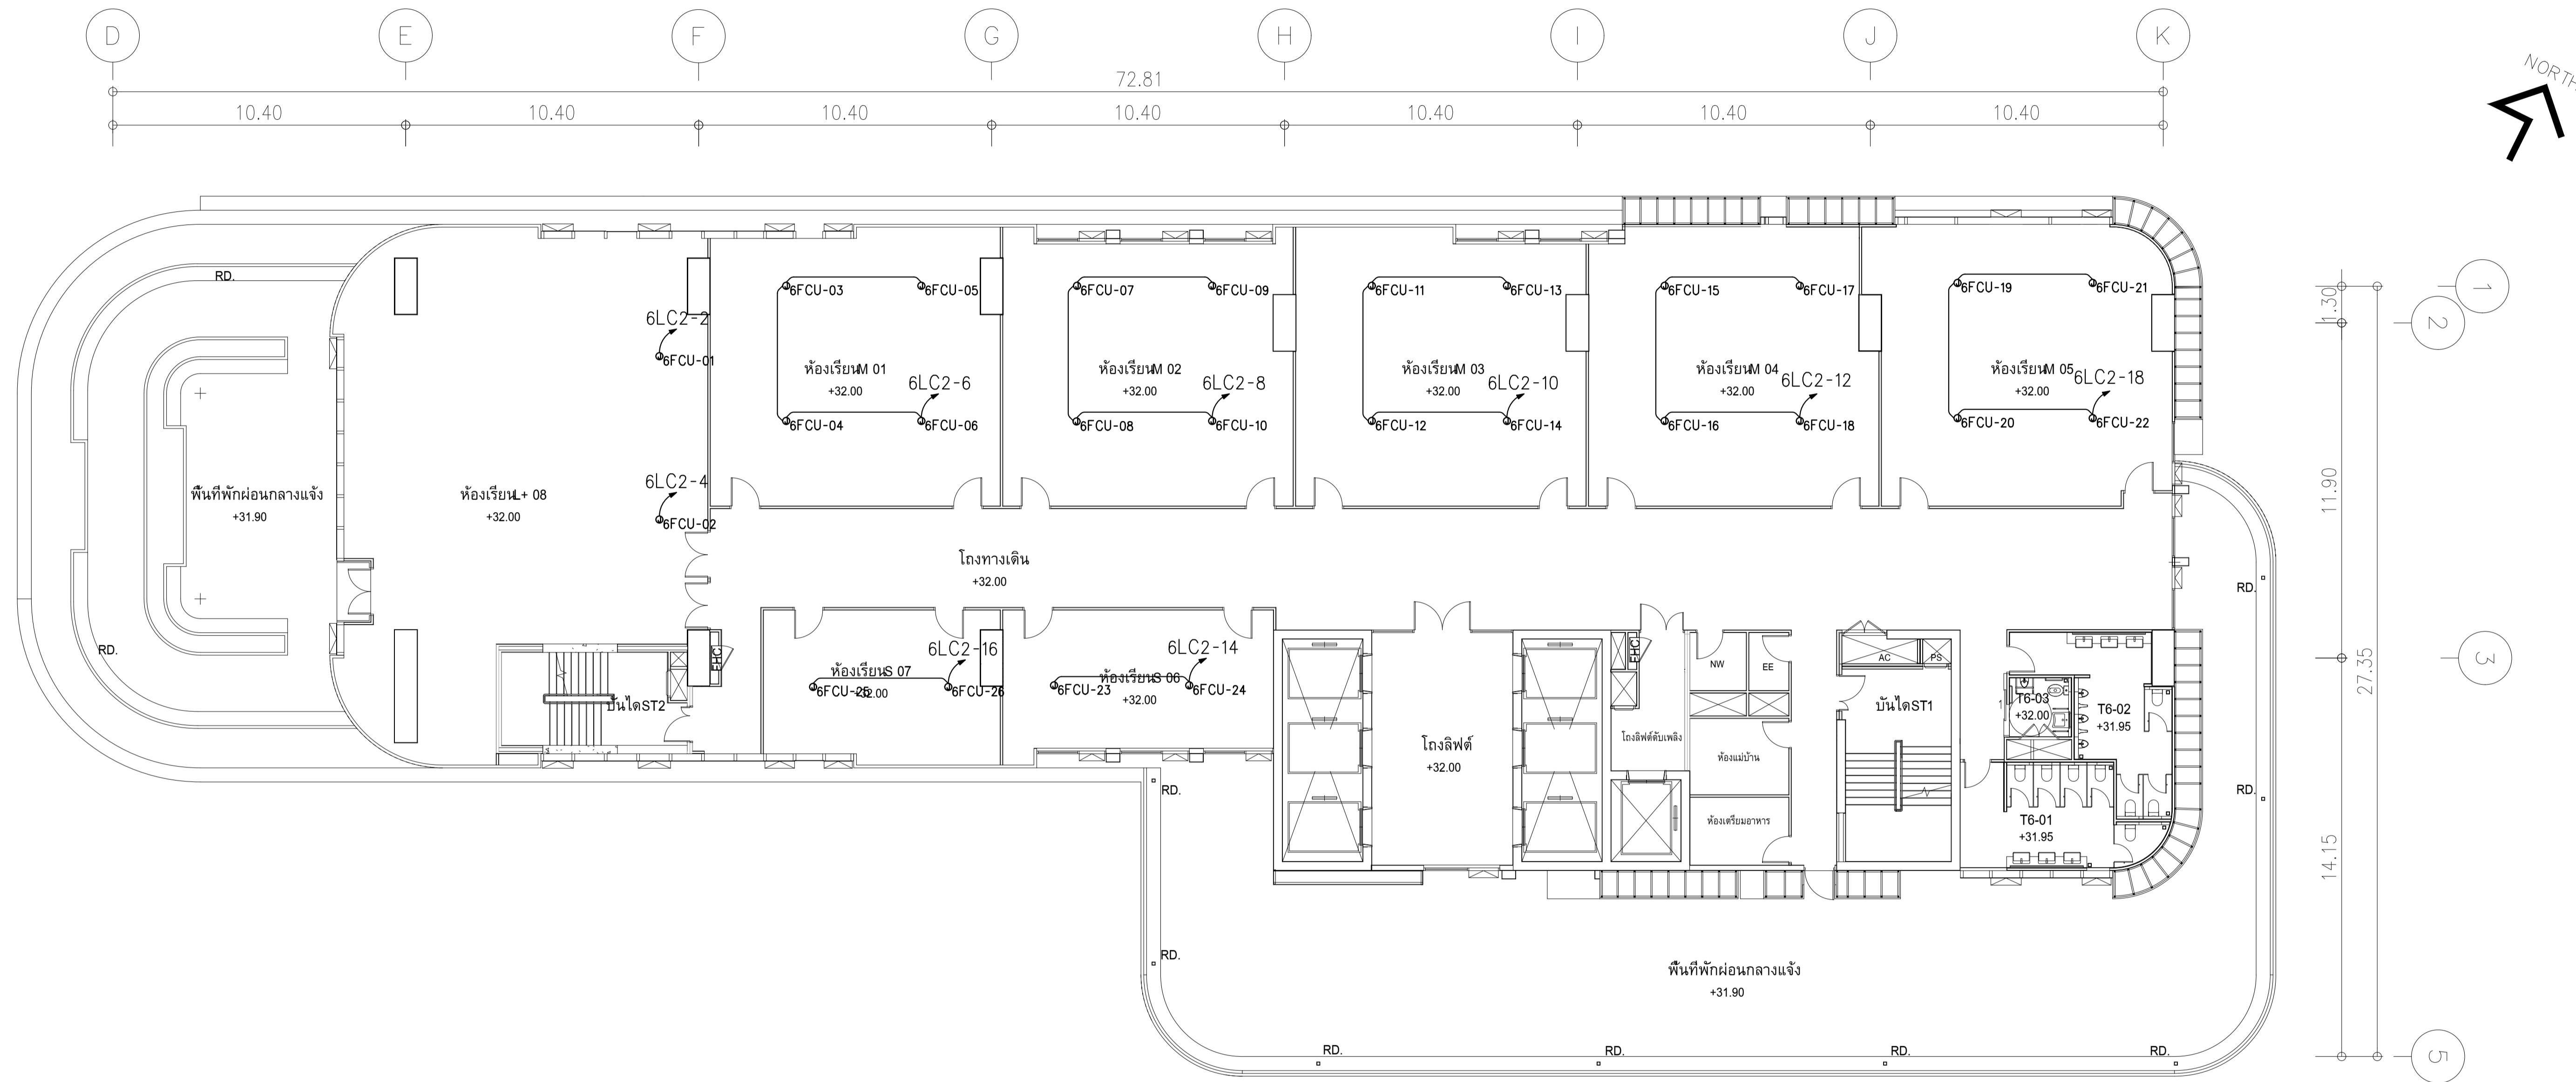 D E F G H I J K
NORTH
72.81
10.40 10.40 10.40 10.40 10.40 10.40 10.40
RD.
6FCU-03 6FCU-05 6FCU-07 6FCU-09 6FCU-11 6FCU-13 6FCU-15 6FCU-17 6FCU-19 6FCU-21
1
1.30
2
6LC2-2
6FCU-01
ห้องเรียนM 01
+32.00
6LC2-6
ห้องเรียนM 02
+32.00
6LC2-8
ห้องเรียนM 03
+32.00
6LC2-10
ห้องเรียนM 04
+32.00
6LC2-12
ห้องเรียนM 05
+32.00
6LC2-18
6FCU-04 6FCU-06 6FCU-08 6FCU-10 6FCU-12 6FCU-14 6FCU-16 6FCU-18 6FCU-20 6FCU-22
6LC2-4
6FCU-02
พื้นที่พักผ่อนกลางแจ้ง
+31.90
ห้องเรียนL+ 08
+32.00
11.90
โถงทางเดิน
+32.00
RD.
RD.
EHC
ห้องเรียนS 07
+32.00
6LC2-16
6FCU-25 6FCU-26
ห้องเรียนS 06
+32.00
6LC2-14
6FCU-23 6FCU-24
EHC
NW
EE
AC
PS
3
27.35
บันไดST2
บันไดST1
T6-03
+32.00
T6-02
+31.95
โถงลิฟต์
+32.00
โถงลิฟต์ดับเพลิง
ห้องแม่บ้าน
ห้องเตรียมอาหาร
RD.
RD.
T6-01
+31.95
14.15
RD.
พื้นที่พักผ่อนกลางแจ้ง
+31.90
RD. RD. RD. RD.
5